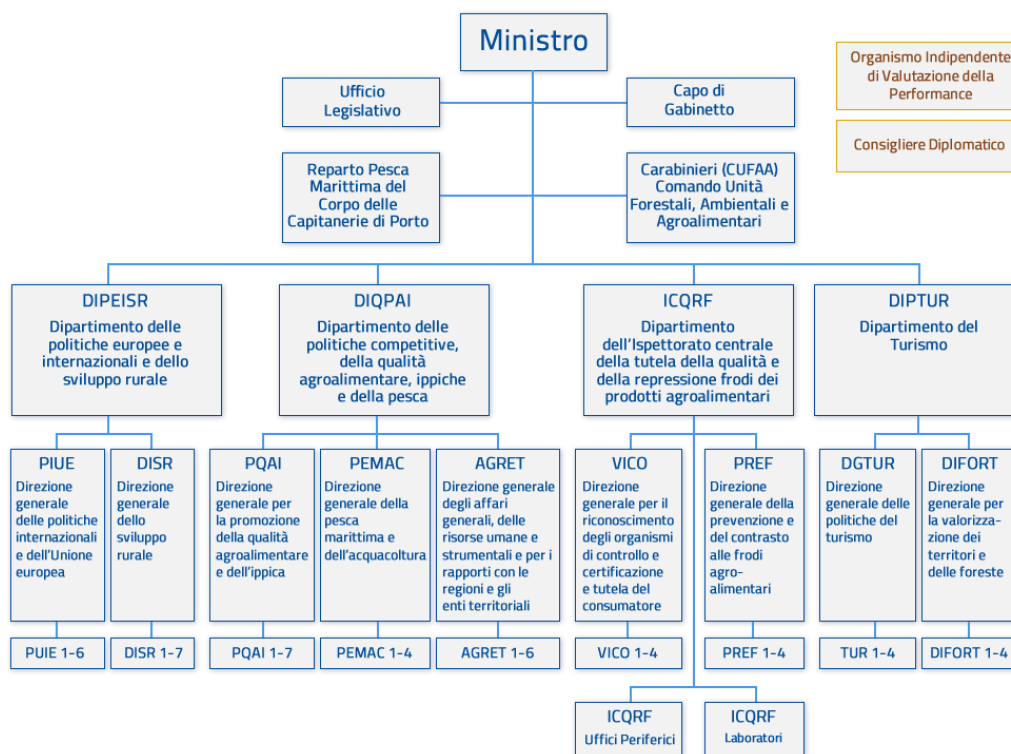 Ministro
Organismo Indipendente
di Valutazione della
Performance
Consigliere Diplomatico
Ufficio
Legislativo
Capo di
Gabinetto
Reparto Pesca
Marittima del
Corpo delle
Capitanerie di Porto
Carabinieri (CUFAA)
Comando Unità
Forestali, Ambientali e
Agroalimentari
DIPEISR
Dipartimento delle
politiche europee e
internazionali e dello
sviluppo rurale
DIQPAI
Dipartimento delle
politiche competitive,
della qualità
agroalimentare, ippiche
e della pesca
ICQRF
Dipartimento
dell'Ispettorato centrale
della tutela della qualità e
della repressione frodi dei
prodotti agroalimentari
DIPTUR
Dipartimento del
Turismo
PIUE
Direzione
generale
delle politiche
internazionali
e dell'Unione
europea
DISR
Direzione
generale
dello
sviluppo
rurale
PQAI
Direzione
generale per
la promozione
della qualità
agroalimentare
e dell'ippica
PEMAC
Direzione
generale della
pesca
marittima e
dell'acquacoltura
AGRET
Direzione generale
degli affari
generali, delle
risorse umane e
strumentali e per i
rapporti con le
regioni e gli
enti territoriali
VICO
Direzione
generale per il
riconoscimento
degli organismi
di controllo e
certificazione
e tutela del
consumatore
PREF
Direzione
generale della
prevenzione e
del contrasto
alle frodi
agro-
alimentari
DGTUR
Direzione
generale delle
politiche del
turismo
DIFORT
Direzione
generale per
la valorizza-
zione dei
territori e
delle foreste
PUIE 1-6
DISR 1-7
PQAI 1-7
PEMAC 1-4
AGRET 1-6
VICO 1-4
PREF 1-4
TUR 1-4
DIFORT 1-4
ICQRF
Uffici Periferici
ICQRF
Laboratori